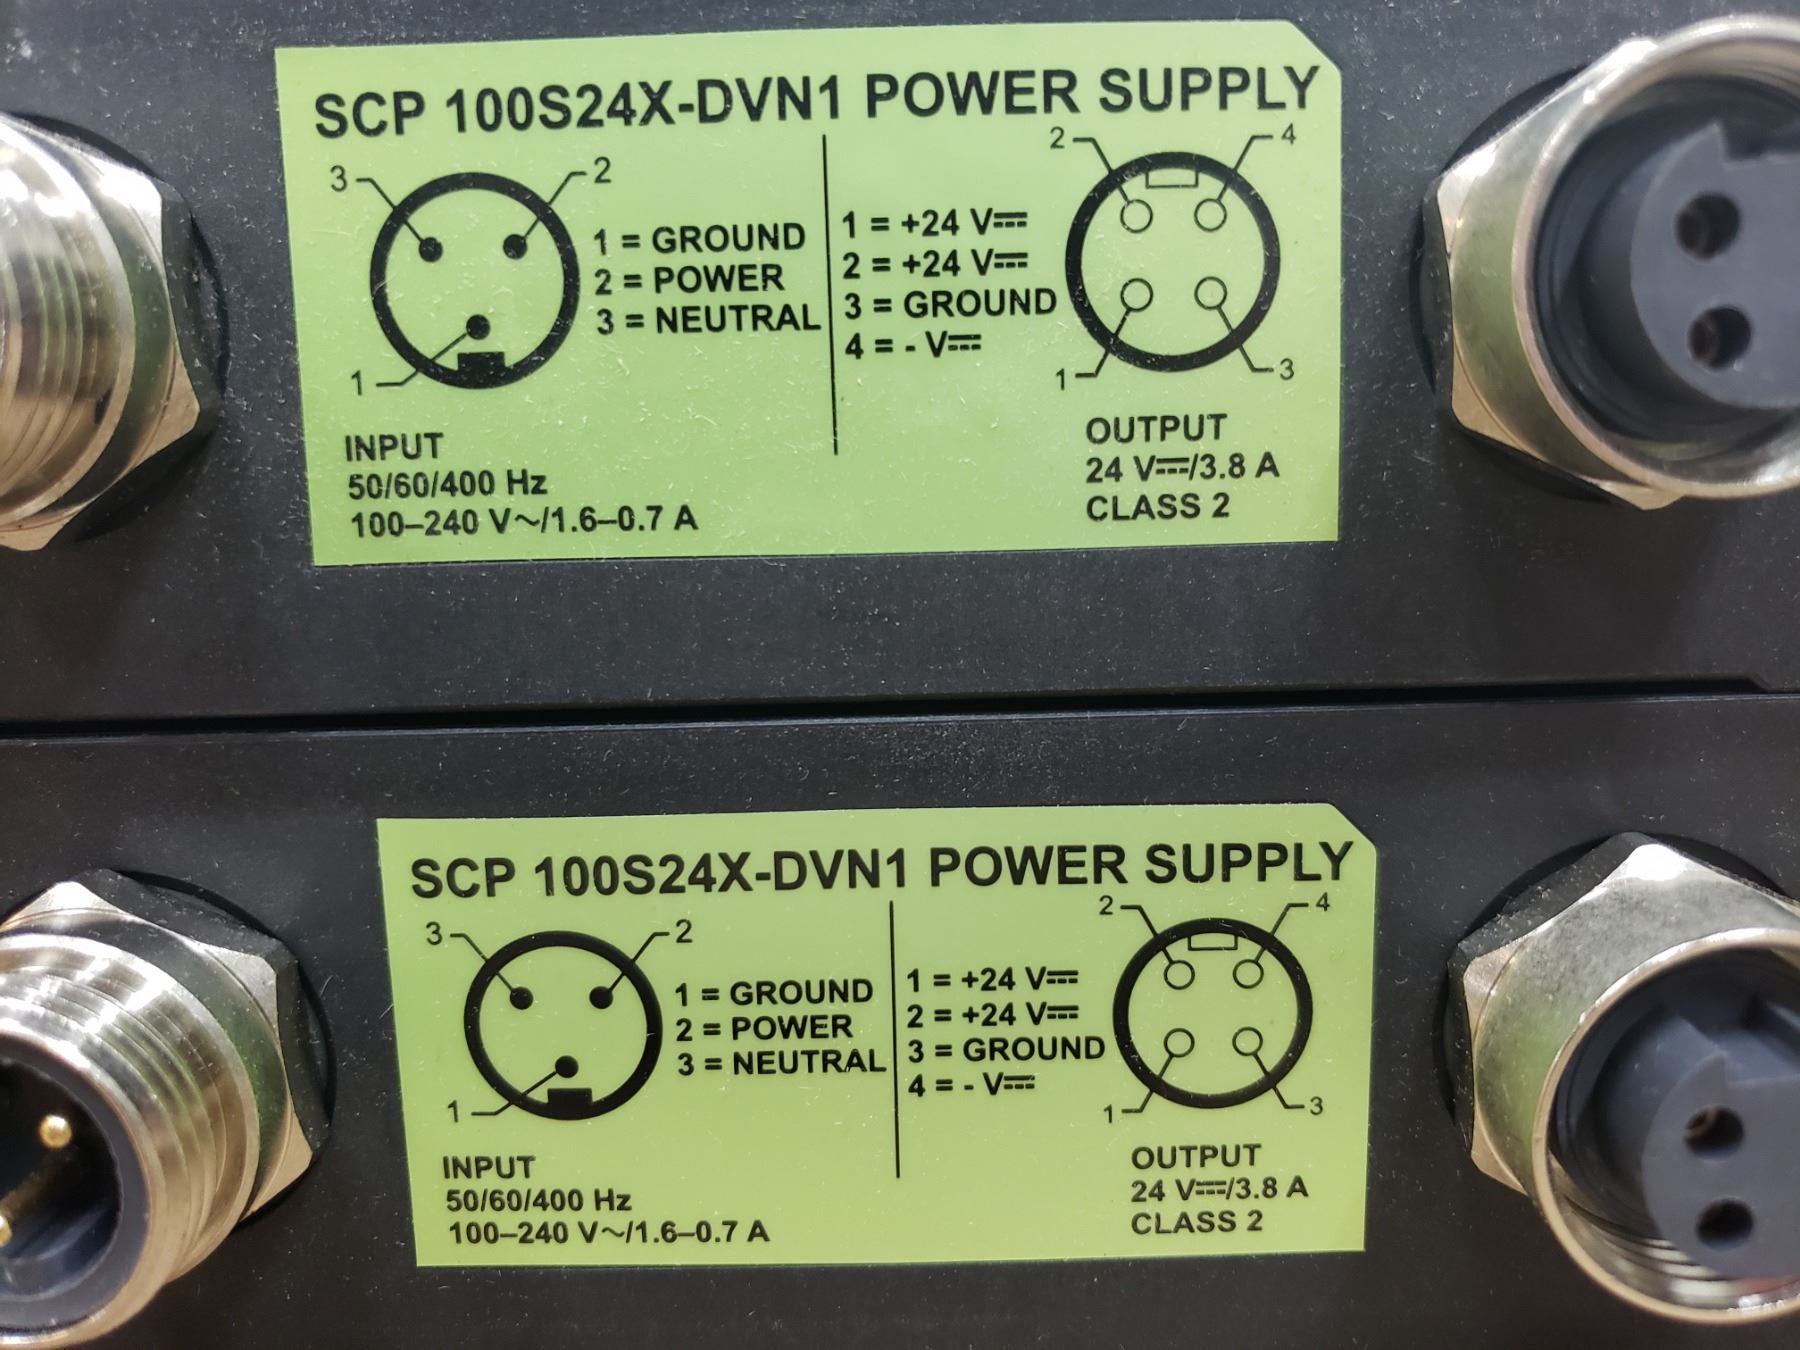 SCP 100S24X-DVN1 POWER SUPPLY
3 2
1 = GROUND
2 = POWER
3 = NEUTRAL
1
INPUT
50/60/400 Hz
100–240 V~/1.6–0.7 A
2 4
1 = +24 V⎓
2 = +24 V⎓
3 = GROUND
4 = - V⎓
1 3
OUTPUT
24 V⎓/3.8 A
CLASS 2
SCP 100S24X-DVN1 POWER SUPPLY
3 2
1 = GROUND
2 = POWER
3 = NEUTRAL
1
INPUT
50/60/400 Hz
100–240 V~/1.6–0.7 A
2 4
1 = +24 V⎓
2 = +24 V⎓
3 = GROUND
4 = - V⎓
1 3
OUTPUT
24 V⎓/3.8 A
CLASS 2